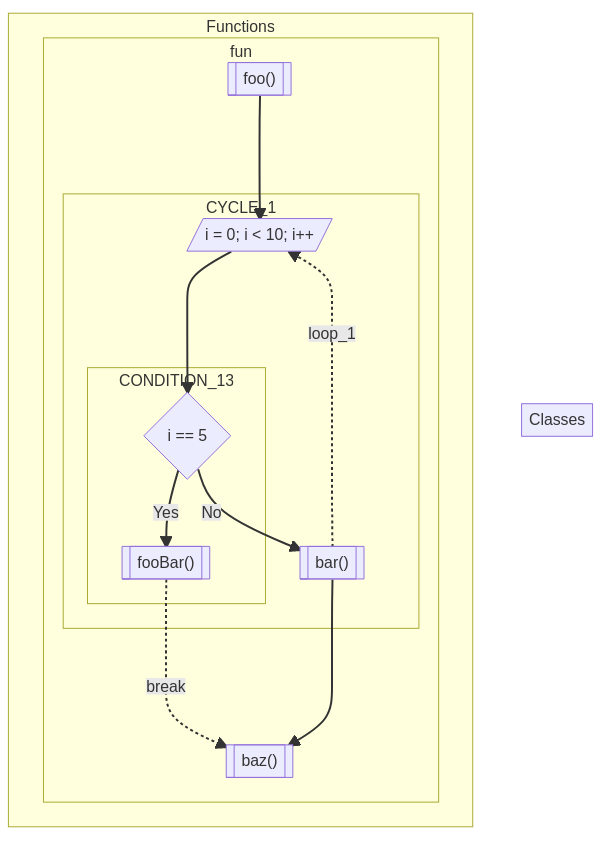 Functions
fun
foo()
CYCLE_1
i = 0; i < 10; i++
loop_1
CONDITION_13
i == 5
Classes
Yes
No
fooBar()
bar()
break
baz()